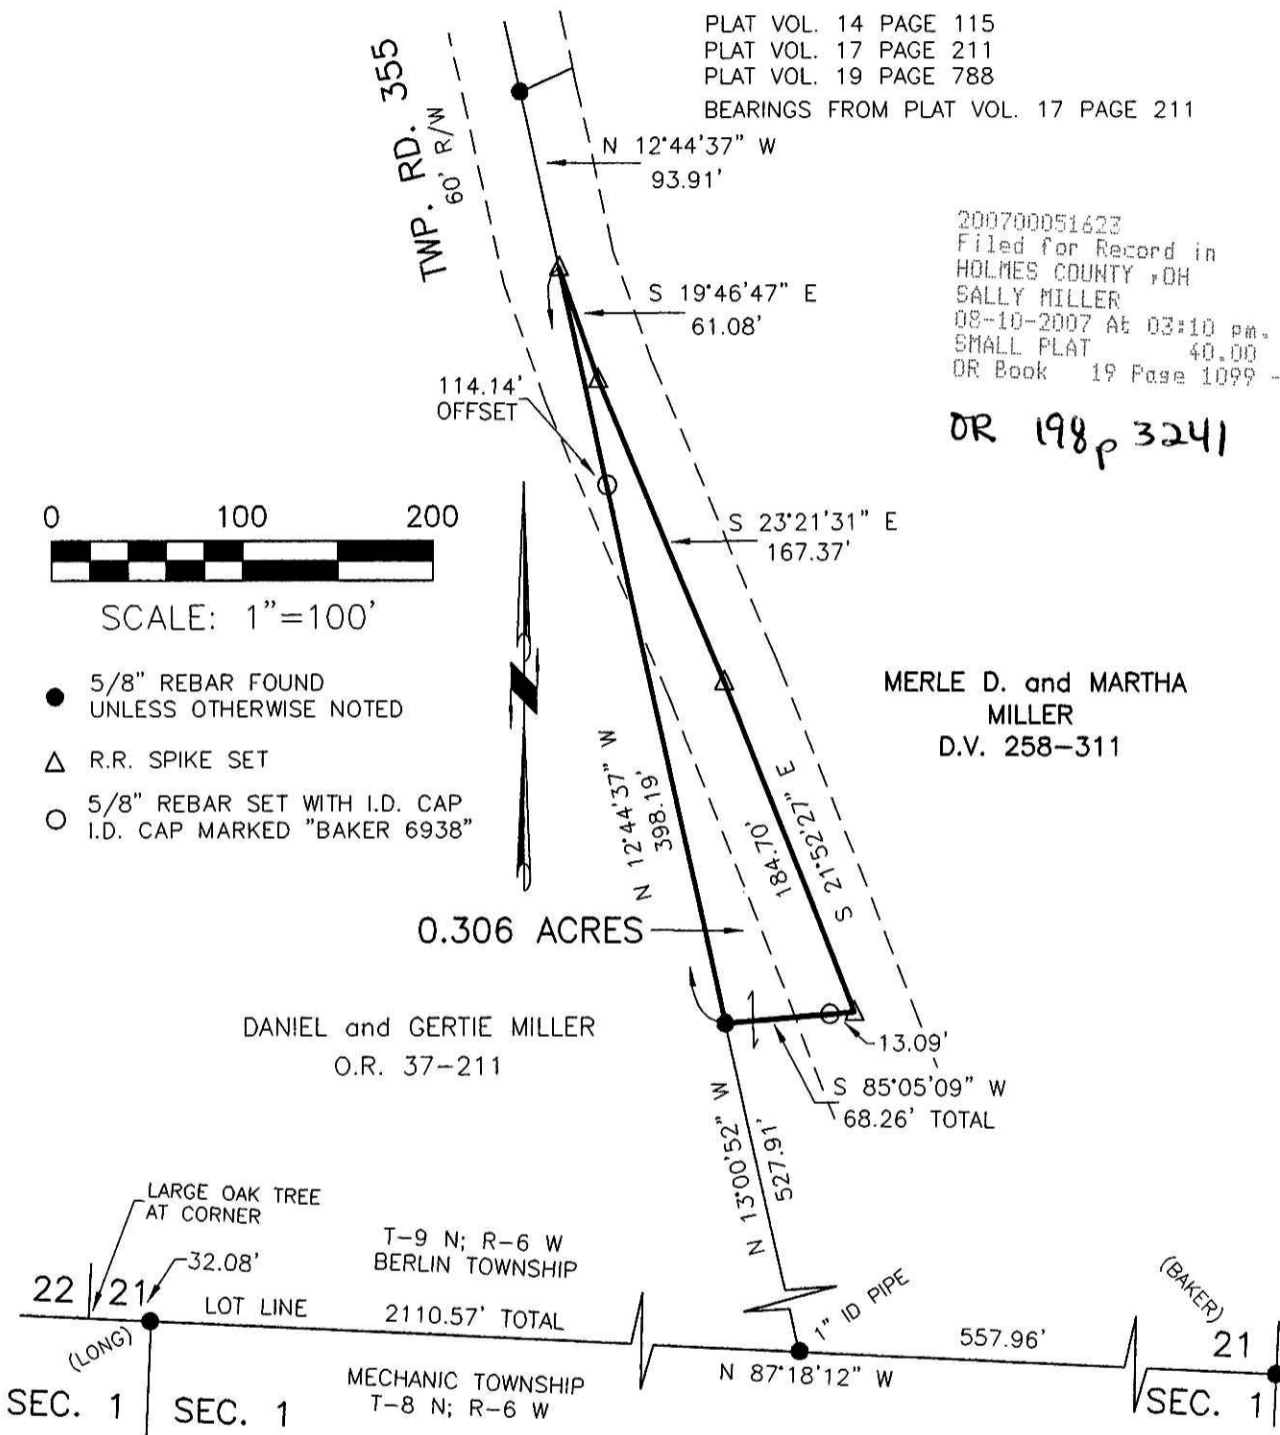 PLAT VOL. 14 PAGE 115
PLAT VOL. 17 PAGE 211
PLAT VOL. 19 PAGE 788
BEARINGS FROM PLAT VOL. 17 PAGE 211
TWP. RD. 355
60' R/W
N 12°44'37" W
93.91'
200700051623
Filed for Record in
HOLMES COUNTY ,OH
SALLY MILLER
08-10-2007 At 03:10 pm.
SMALL PLAT 40.00
OR Book 19 Page 1099 -
OR 198 p 3241
S 19°46'47" E
61.08'
114.14'
OFFSET
0 100 200
SCALE: 1"=100'
S 23°21'31" E
167.37'
5/8" REBAR FOUND
UNLESS OTHERWISE NOTED
R.R. SPIKE SET
5/8" REBAR SET WITH I.D. CAP
I.D. CAP MARKED "BAKER 6938"
MERLE D. and MARTHA
MILLER
D.V. 258-311
N 12°44'37" W
398.19'
S 21°52'27" E
184.70'
0.306 ACRES
DANIEL and GERTIE MILLER
O.R. 37-211
13.09'
S 85°05'09" W
68.26' TOTAL
N 13°00'52" W
527.91'
LARGE OAK TREE
AT CORNER
32.08'
T-9 N; R-6 W
BERLIN TOWNSHIP
22 21
LOT LINE
2110.57' TOTAL
(LONG)
1" ID PIPE
557.96'
(BAKER)
21
N 87°18'12" W
MECHANIC TOWNSHIP
T-8 N; R-6 W
SEC. 1
SEC. 1
SEC. 1